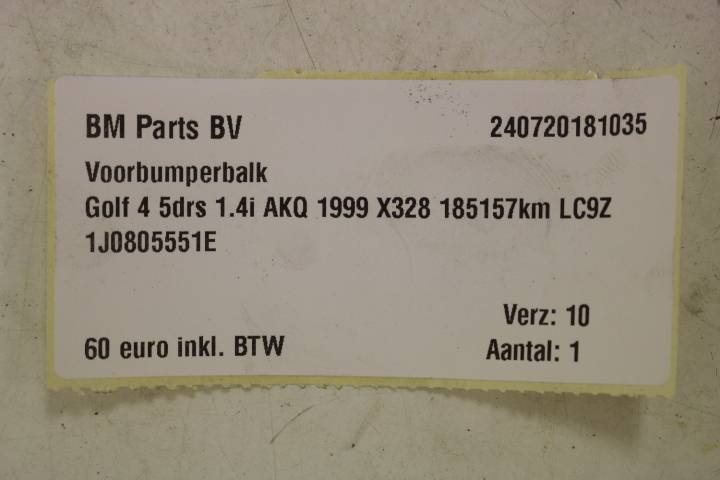 BM Parts BV 240720181035
Voorbumperbalk
Golf 4 5drs 1.4i AKQ 1999 X328 185157km LC9Z
1J0805551E
Verz: 10
60 euro inkl. BTW Aantal: 1